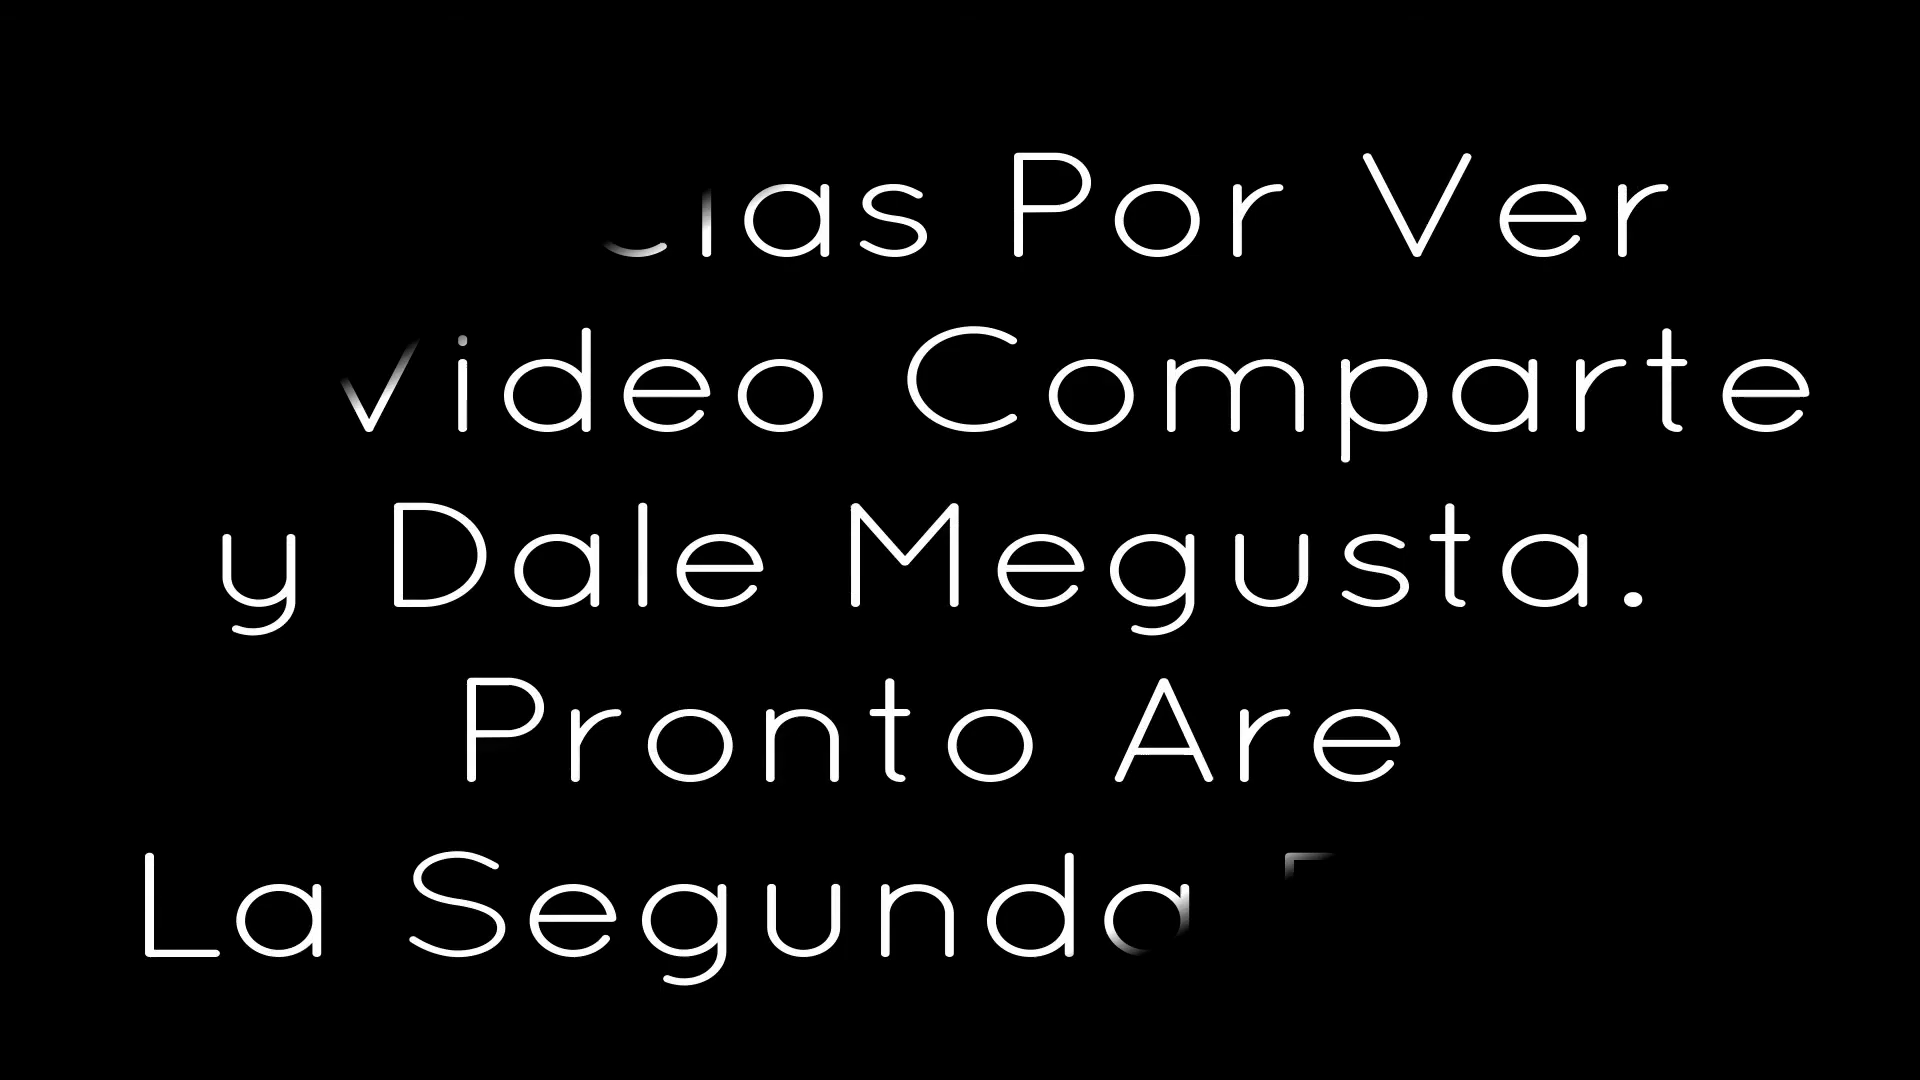 Por Ver
Video Comparte
y Dale Megusta.
Pronto Are
La Segunda